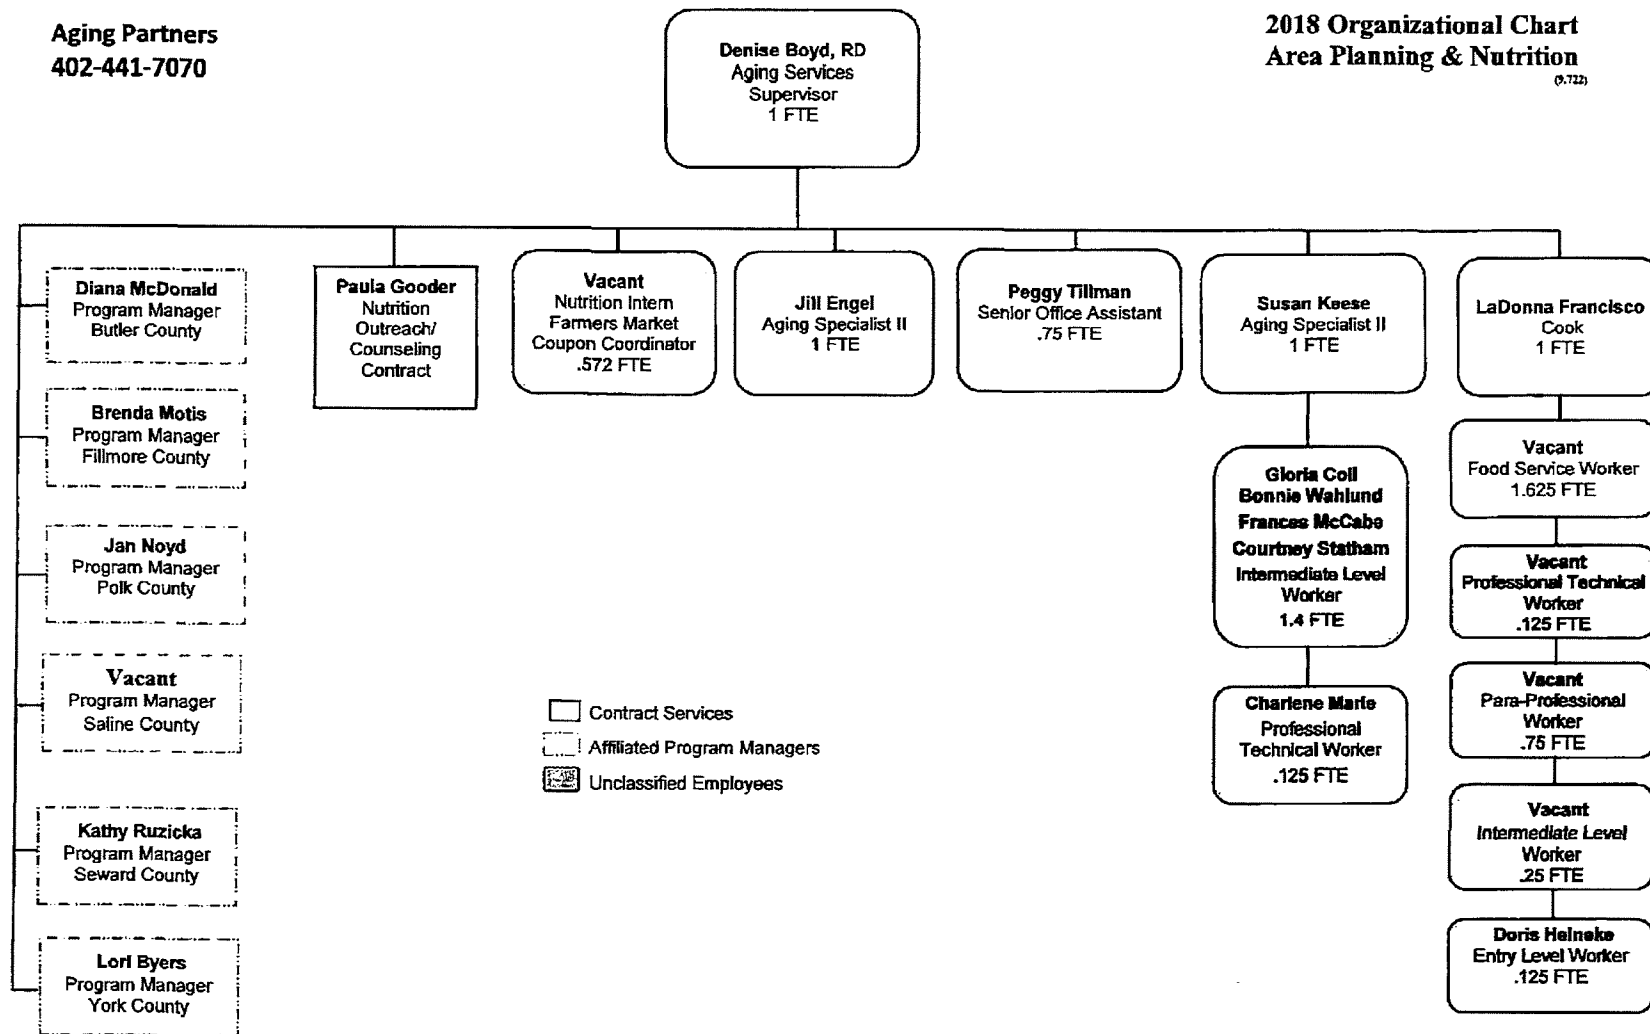 Aging Partners
402-441-7070
2018 Organizational Chart
Area Planning & Nutrition
(9.722)
Denise Boyd, RD
Aging Services
Supervisor
1 FTE
Diana McDonald
Program Manager
Butler County
Brenda Motis
Program Manager
Fillmore County
Jan Noyd
Program Manager
Polk County
Vacant
Program Manager
Saline County
Kathy Ruzicka
Program Manager
Seward County
Lori Byers
Program Manager
York County
Paula Gooder
Nutrition
Outreach/
Counseling
Contract
Vacant
Nutrition Intern
Farmers Market
Coupon Coordinator
.572 FTE
Jill Engel
Aging Specialist II
1 FTE
Peggy Tillman
Senior Office Assistant
.75 FTE
Susan Keese
Aging Specialist II
1 FTE
Gloria Coil
Bonnie Wahlund
Frances McCabe
Courtney Statham
Intermediate Level
Worker
1.4 FTE
Charlene Marie
Professional
Technical Worker
.125 FTE
LaDonna Francisco
Cook
1 FTE
Vacant
Food Service Worker
1.625 FTE
Vacant
Professional Technical
Worker
.125 FTE
Vacant
Para-Professional
Worker
.75 FTE
Vacant
Intermediate Level
Worker
.25 FTE
Doris Heineke
Entry Level Worker
.125 FTE
Contract Services
Affiliated Program Managers
Unclassified Employees